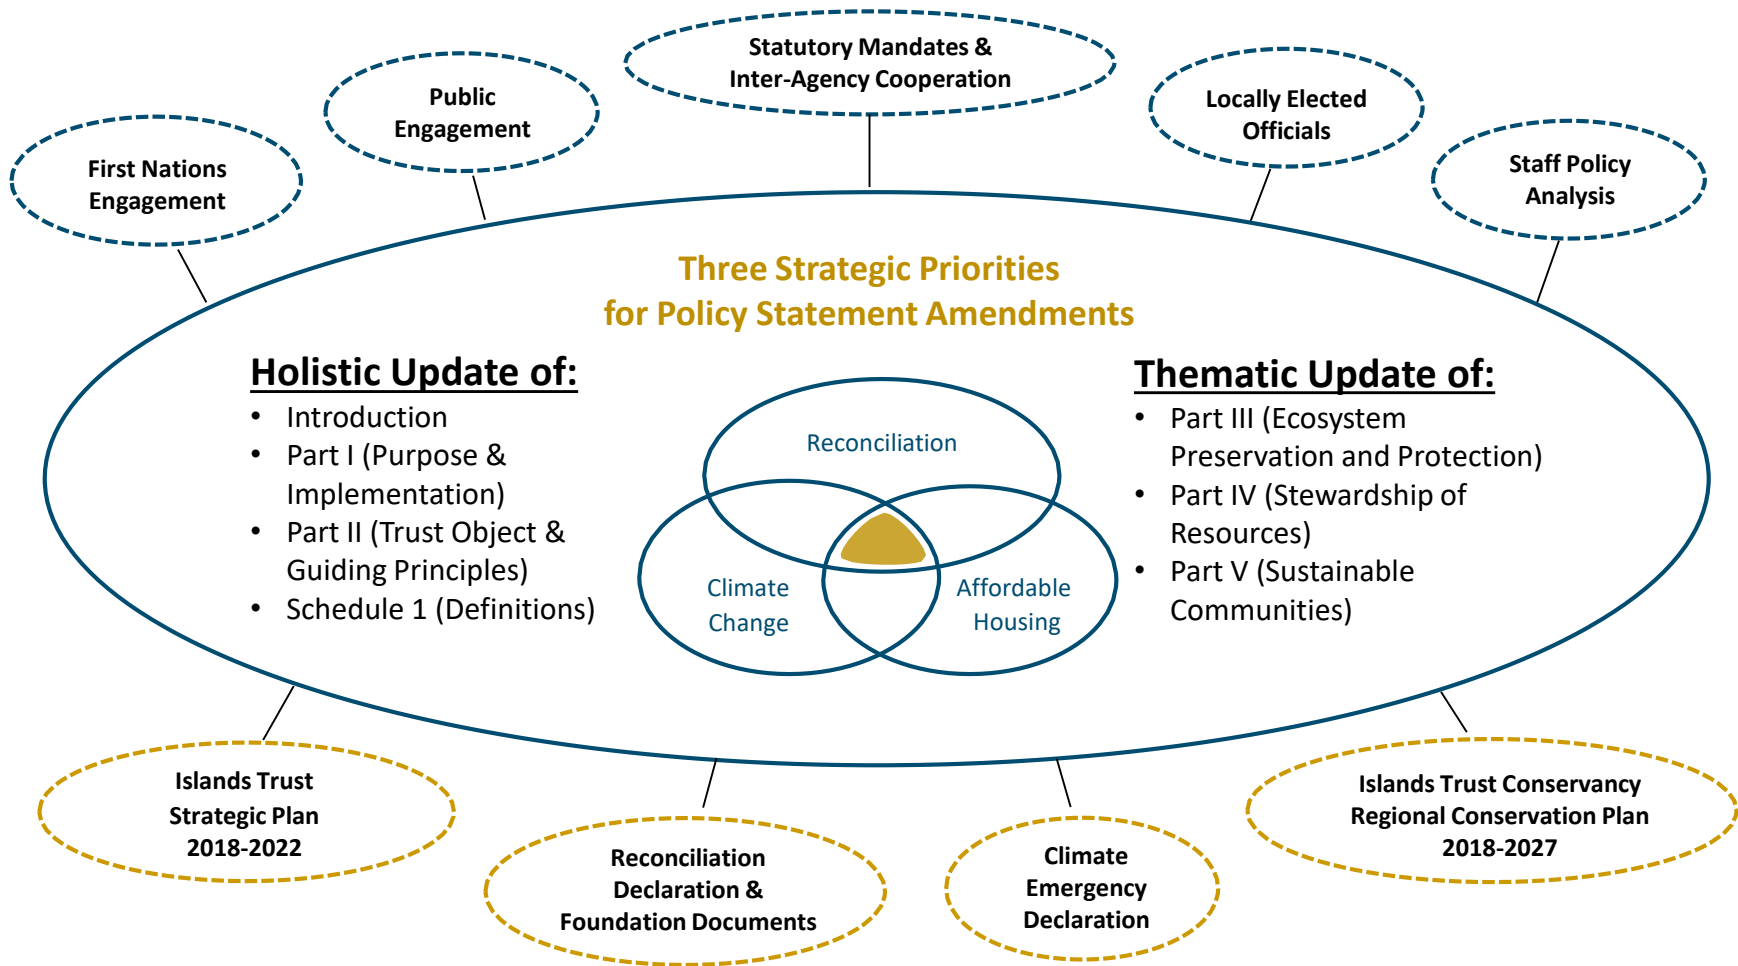 Statutory Mandates &
Inter-Agency Cooperation
Public
Engagement
Locally Elected
Officials
First Nations
Engagement
Staff Policy
Analysis
Three Strategic Priorities
for Policy Statement Amendments
Holistic Update of:
• Introduction
• Part I (Purpose &
Implementation)
• Part II (Trust Object &
Guiding Principles)
• Schedule 1 (Definitions)
Reconciliation
Climate
Change
Affordable
Housing
Thematic Update of:
• Part III (Ecosystem
Preservation and Protection)
• Part IV (Stewardship of
Resources)
• Part V (Sustainable
Communities)
Islands Trust
Strategic Plan
2018-2022
Reconciliation
Declaration &
Foundation Documents
Climate
Emergency
Declaration
Islands Trust Conservancy
Regional Conservation Plan
2018-2027